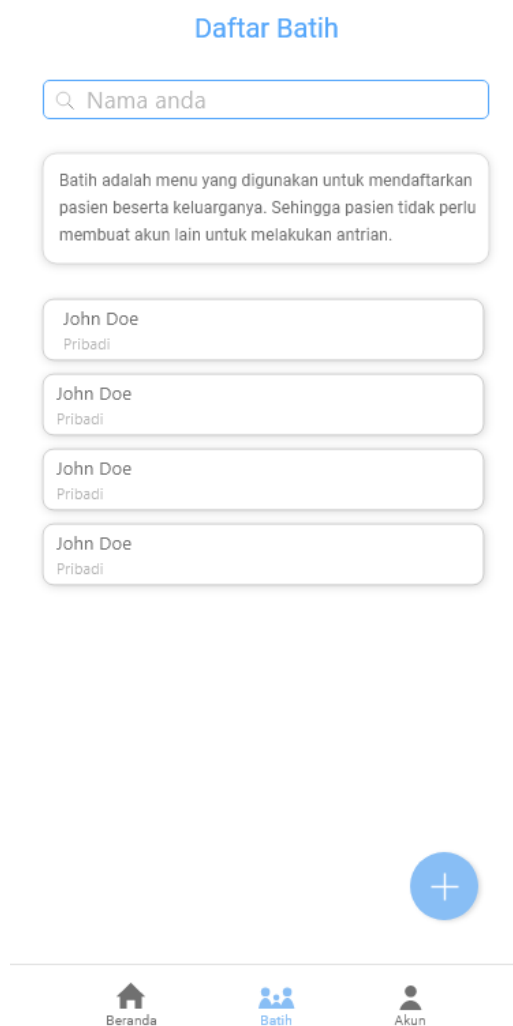 Daftar Batih
Nama anda
Batih adalah menu yang digunakan untuk mendaftarkan
pasien beserta keluarganya. Sehingga pasien tidak perlu
membuat akun lain untuk melakukan antrian.
John Doe
Pribadi
John Doe
Pribadi
John Doe
Pribadi
John Doe
Pribadi
Beranda
Batih
Akun